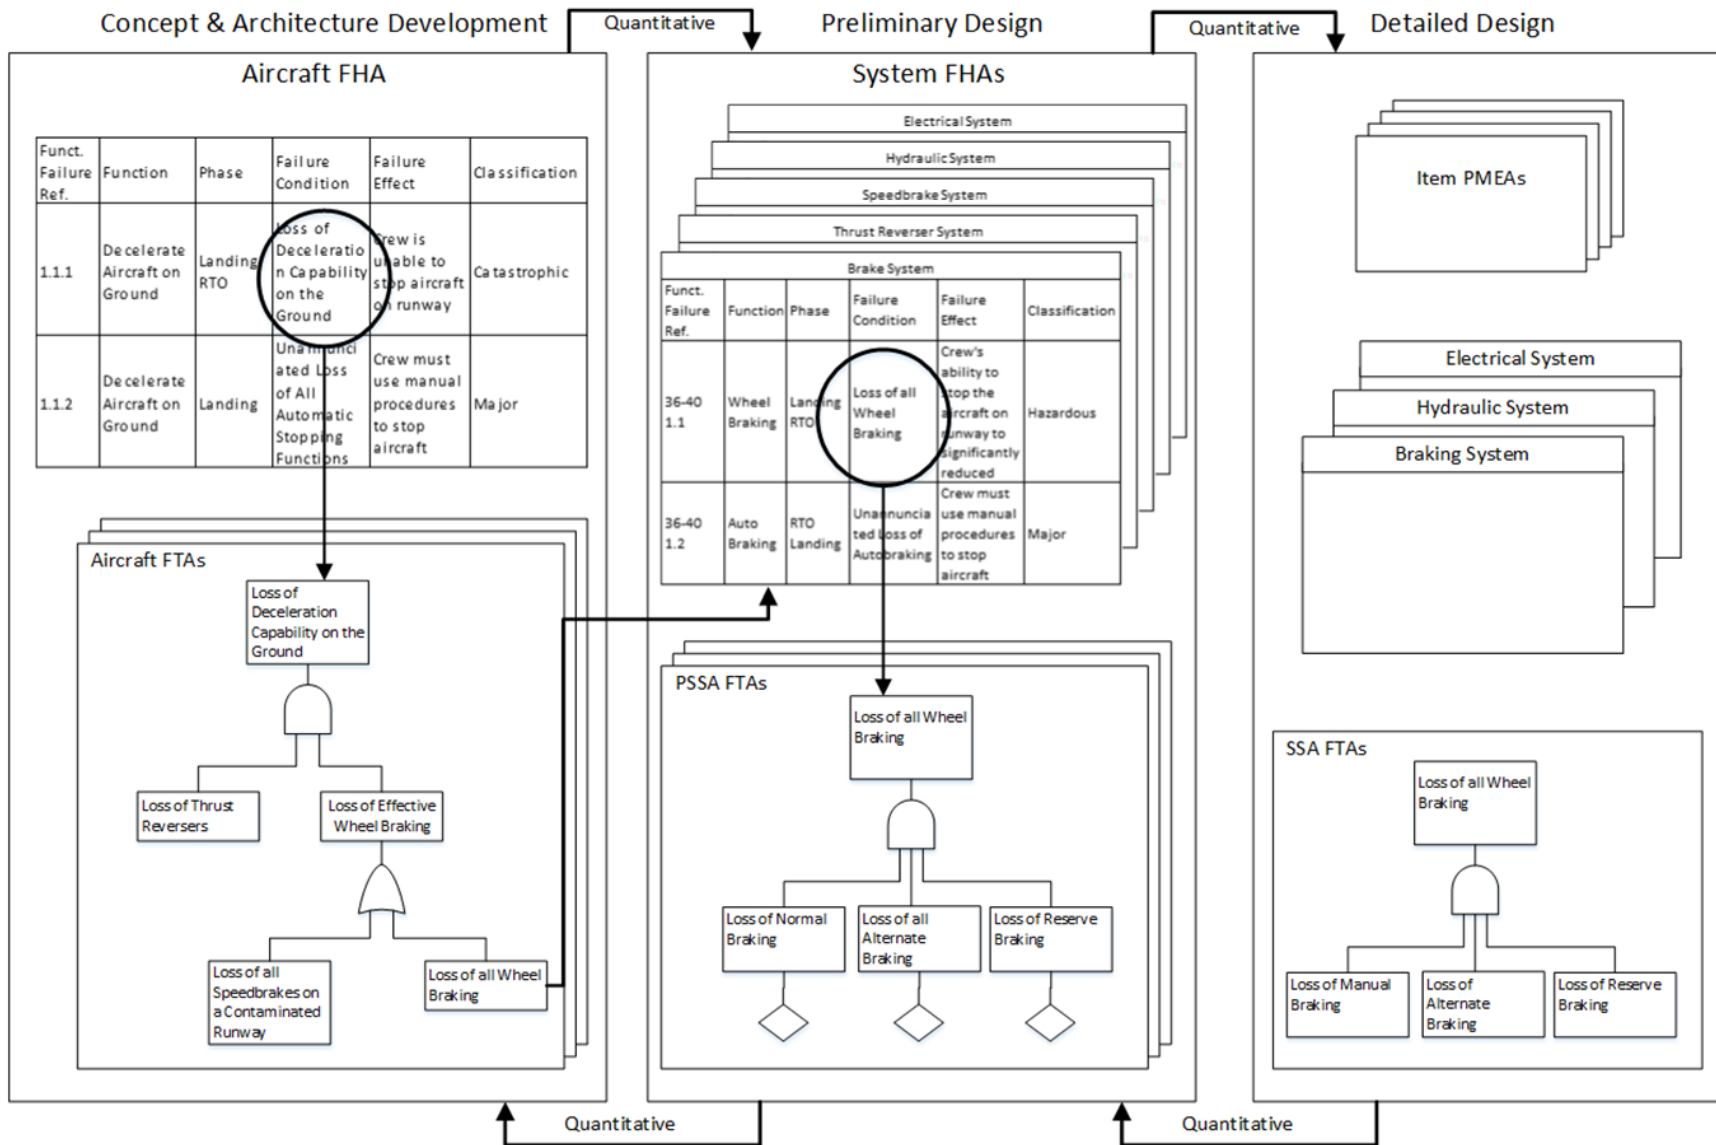 Concept & Architecture Development
Quantitative
Preliminary Design
Quantitative
Detailed Design
Aircraft FHA
Funct.
Failure
Ref.
Function
Phase
Failure
Condition
Failure
Effect
Classification
1.1.1
Decelerate
Aircraft on
Ground
Landing
RTO
Loss of
Deceleratio
n Capability
on the
Ground
Crew is
unable to
stop aircraft
on runway
Catastrophic
1.1.2
Decelerate
Aircraft on
Ground
Landing
Unannunci
ated Loss
of All
Automatic
Stopping
Functions
Crew must
use manual
procedures
to stop
aircraft
Major
Aircraft FTAs
Loss of
Deceleration
Capability on the
Ground
Loss of Thrust
Reversers
Loss of Effective
Wheel Braking
Loss of all
Speedbrakes on
a Contaminated
Runway
Loss of all Wheel
Braking
System FHAs
Electrical System
Hydraulic System
Speedbrake System
Thrust Reverser System
Brake System
Funct.
Failure
Ref.
Function
Phase
Failure
Condition
Failure
Effect
Classification
36-40
1.1
Wheel
Braking
Landing
RTO
Loss of all
Wheel
Braking
Crew's
ability to
stop the
aircraft on
runway to
significantly
reduced
Hazardous
36-40
1.2
Auto
Braking
RTO
Landing
Unannuncia
ted Loss of
Autobraking
Crew must
use manual
procedures
to stop
aircraft
Major
PSSA FTAs
Loss of all Wheel
Braking
Loss of Normal
Braking
Loss of all
Alternate
Braking
Loss of Reserve
Braking
Item PMEAs
Electrical System
Hydraulic System
Braking System
SSA FTAs
Loss of all Wheel
Braking
Loss of Manual
Braking
Loss of
Alternate
Braking
Loss of Reserve
Braking
Quantitative
Quantitative